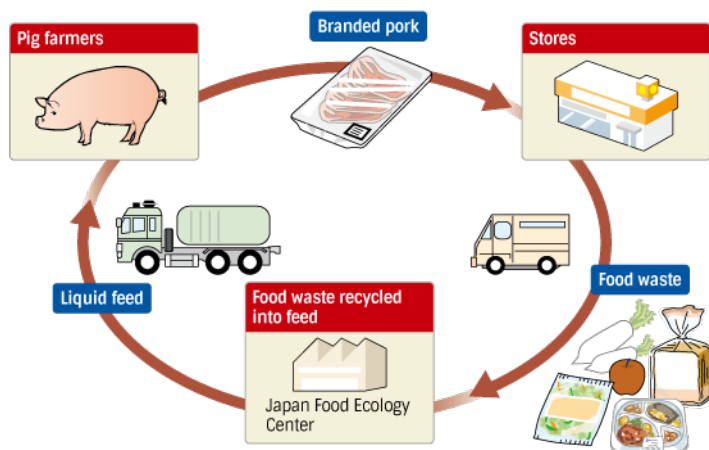 Pig farmers
Branded pork
Stores
Liquid feed
Food waste recycled
into feed
Japan Food Ecology
Center
Food waste